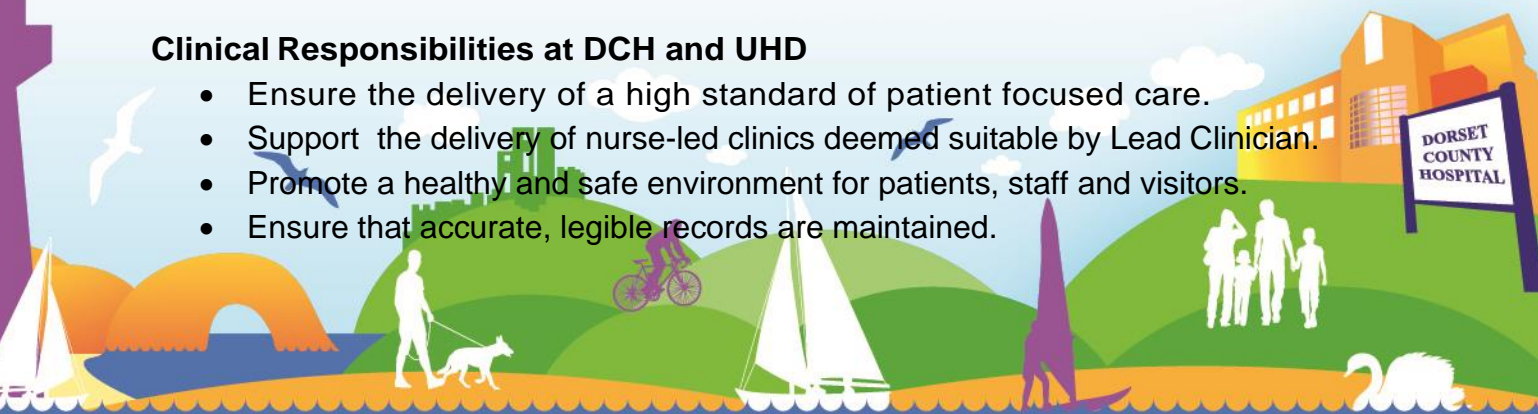 Clinical Responsibilities at DCH and UHD
• Ensure the delivery of a high standard of patient focused care.
• Support the delivery of nurse-led clinics deemed suitable by Lead Clinician.
• Promote a healthy and safe environment for patients, staff and visitors.
• Ensure that accurate, legible records are maintained.
DORSET
COUNTY
HOSPITAL